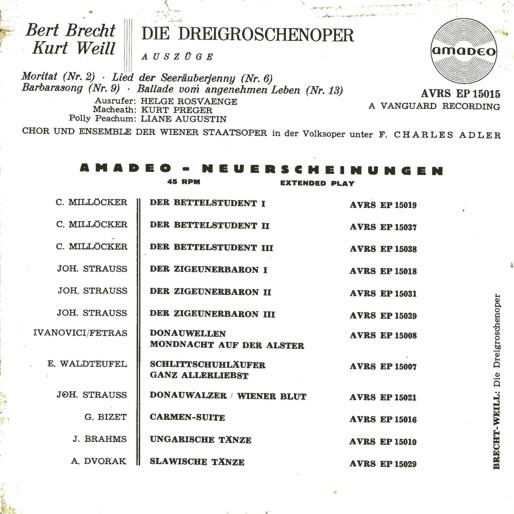 Bert Brecht
Kurt Weill
DIE DREIGROSCHENOPER
AUSZÜGE
amadeo
Moritat (Nr. 2) · Lied der Seeräuberjenny (Nr. 6)
Barbarasong (Nr. 9) · Ballade vom angenehmen Leben (Nr. 13)
AVRS EP 15015
A VANGUARD RECORDING
Ausrufer: HELGE ROSVAENGE
Macheath: KURT PREGER
Polly Peachum: LIANE AUGUSTIN
CHOR UND ENSEMBLE DER WIENER STAATSOPER in der Volksoper unter F. CHARLES ADLER
AMADEO - NEUERSCHEINUNGEN
45 RPM EXTENDED PLAY
C. MILLÖCKER DER BETTELSTUDENT I AVRS EP 15019
C. MILLÖCKER DER BETTELSTUDENT II AVRS EP 15037
C. MILLÖCKER DER BETTELSTUDENT III AVRS EP 15038
JOH. STRAUSS DER ZIGEUNERBARON I AVRS EP 15018
JOH. STRAUSS DER ZIGEUNERBARON II AVRS EP 15031
JOH. STRAUSS DER ZIGEUNERBARON III AVRS EP 15039
IVANOVICI/FETRAS DONAUWELLEN AVRS EP 15008
MONDNACHT AUF DER ALSTER
E. WALDTEUFEL SCHLITTSCHUHLÄUFER AVRS EP 15007
GANZ ALLERLIEBST
JOH. STRAUSS DONAUWALZER / WIENER BLUT AVRS EP 15021
G. BIZET CARMEN-SUITE AVRS EP 15016
J. BRAHMS UNGARISCHE TÄNZE AVRS EP 15010
A. DVORAK SLAWISCHE TÄNZE AVRS EP 15029
BRECHT-WEILL: Die Dreigroschenoper